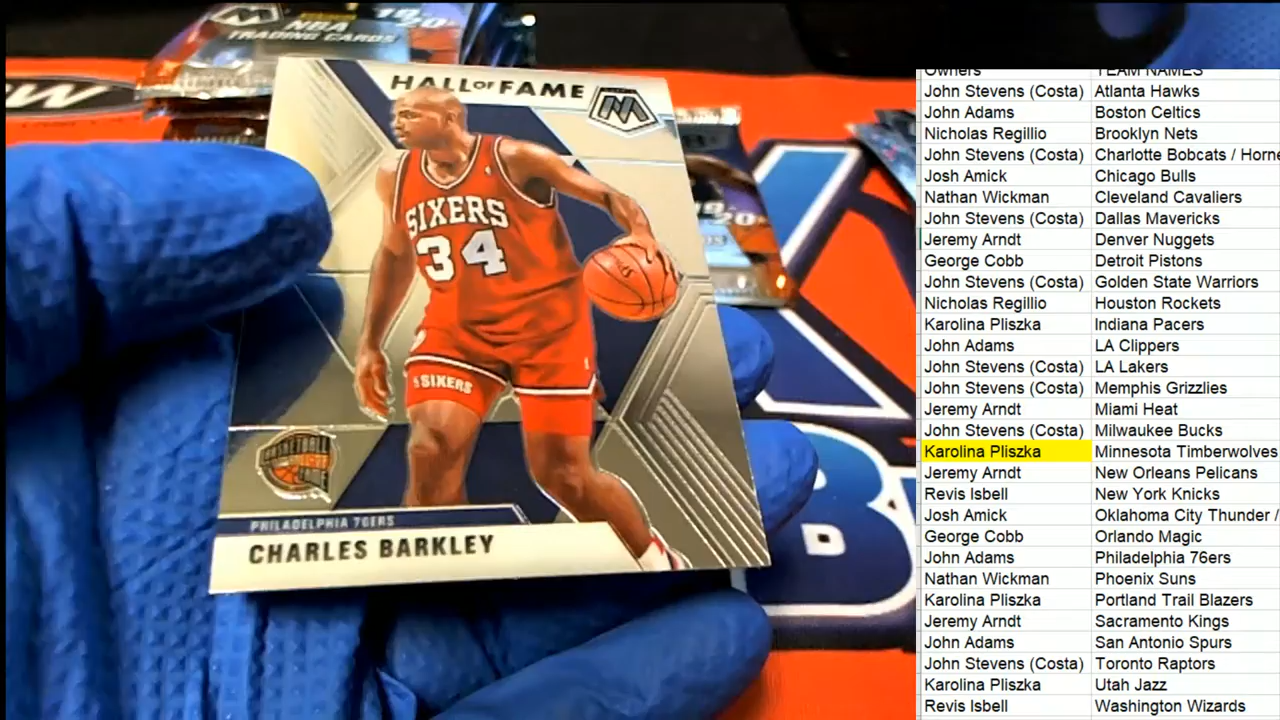 19-20
NBA
TRADING CARDS
HALL OF FAME
M
SIXERS
34
SIXERS
BASKETBALL
PHILADELPHIA 76ERS
CHARLES BARKLEY
19-20
B
Owners TEAM NAMES
John Stevens (Costa) Atlanta Hawks
John Adams Boston Celtics
Nicholas Regillio Brooklyn Nets
John Stevens (Costa) Charlotte Bobcats / Horne
Josh Amick Chicago Bulls
Nathan Wickman Cleveland Cavaliers
John Stevens (Costa) Dallas Mavericks
Jeremy Arndt Denver Nuggets
George Cobb Detroit Pistons
John Stevens (Costa) Golden State Warriors
Nicholas Regillio Houston Rockets
Karolina Pliszka Indiana Pacers
John Adams LA Clippers
John Stevens (Costa) LA Lakers
John Stevens (Costa) Memphis Grizzlies
Jeremy Arndt Miami Heat
John Stevens (Costa) Milwaukee Bucks
Karolina Pliszka Minnesota Timberwolves
Jeremy Arndt New Orleans Pelicans
Revis Isbell New York Knicks
Josh Amick Oklahoma City Thunder /
George Cobb Orlando Magic
John Adams Philadelphia 76ers
Nathan Wickman Phoenix Suns
Karolina Pliszka Portland Trail Blazers
Jeremy Arndt Sacramento Kings
John Adams San Antonio Spurs
John Stevens (Costa) Toronto Raptors
Karolina Pliszka Utah Jazz
Revis Isbell Washington Wizards